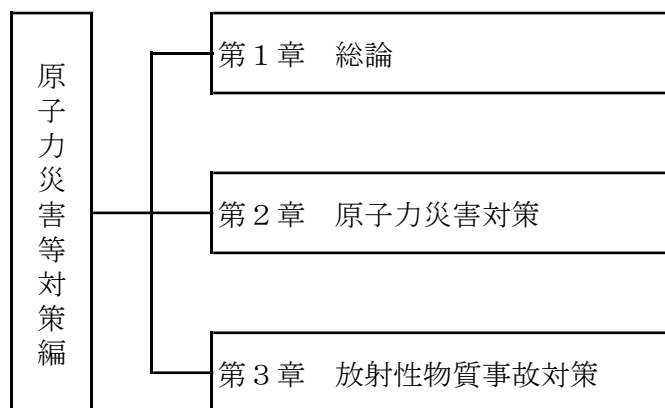 原子力災害等対策編
第１章　総論
第２章　原子力災害対策
第３章　放射性物質事故対策